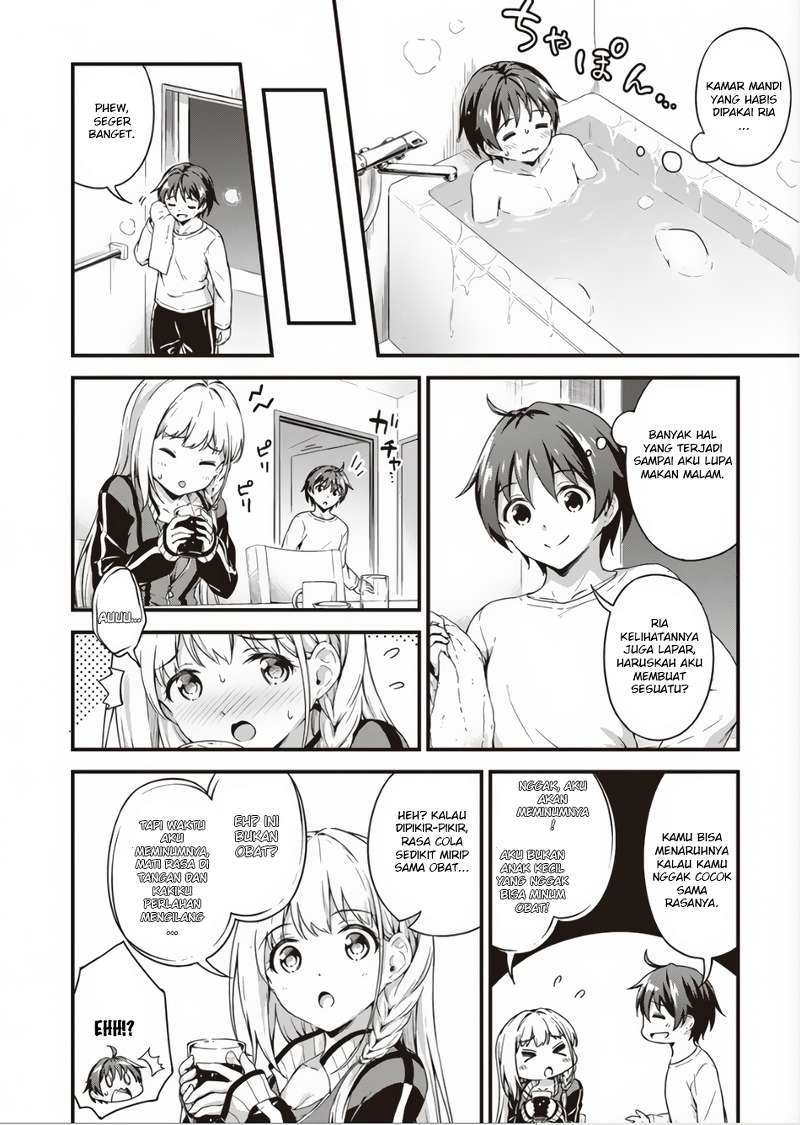 KAMAR MANDI
YANG HABIS
DIPAKAI RIA
...
ちゃぽん...
PHEW,
SEGER
BANGET.
BANYAK HAL
YANG TERJADI
SAMPAI AKU LUPA
MAKAN MALAM.
RIA
KELIHATANNYA
JUGA LAPAR,
HARUSKAH AKU
MEMBUAT
SESUATU?
ガチャ...
ピリピリ
AUUU...
KAMU BISA
MENARUHNYA
KALAU KAMU
NGGAK COCOK
SAMA
RASANYA.
NGGAK, AKU
AKAN
MEMINUMNYA
!
AKU BUKAN
ANAK KECIL
YANG NGGAK
BISA MINUM
OBAT!
HEH? KALAU
DIPIKIR-PIKIR,
RASA COLA
SEDIKIT MIRIP
SAMA OBAT...
EH? INI
BUKAN
OBAT?
TAPI WAKTU
AKU
MEMINUMNYA,
MATI RASA DI
TANGAN DAN
KAKIKU
PERLAHAN
MENGILANG
...
EHH!?